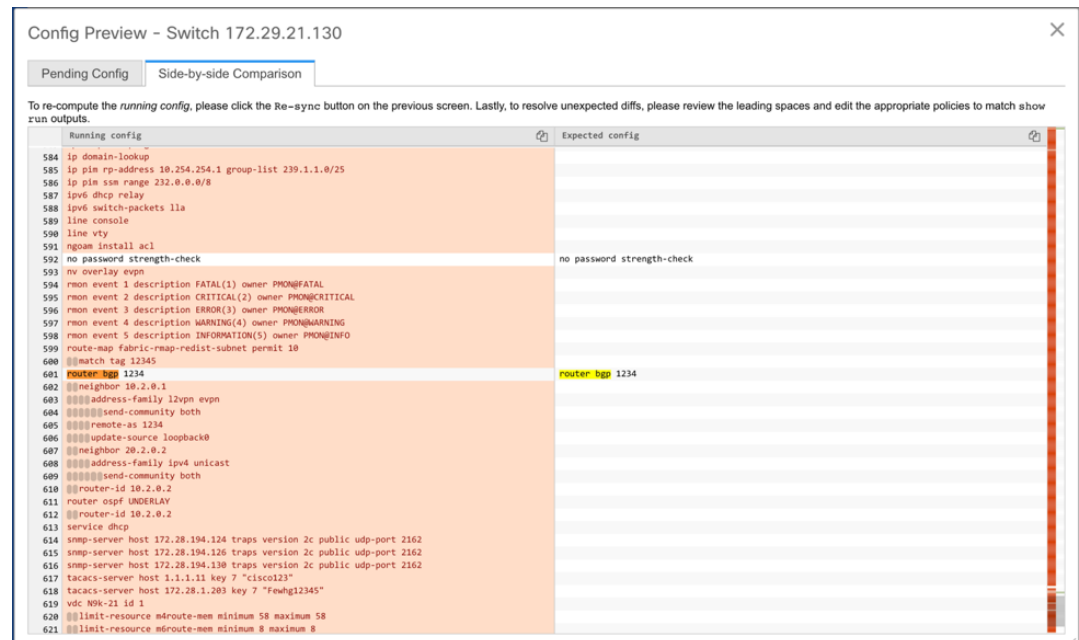 Config Preview - Switch 172.29.21.130
Pending Config
Side-by-side Comparison
To re-compute the running config, please click the Re-sync button on the previous screen. Lastly, to resolve unexpected diffs, please review the leading spaces and edit the appropriate policies to match show
run outputs.
Running config
Expected config
584 ip domain-lookup
585 ip pim rp-address 10.254.254.1 group-list 239.1.1.0/25
586 ip pim ssm range 232.0.0.0/8
587 ipv6 dhcp relay
588 ipv6 switch-packets lla
589 line console
590 line vty
591 ngoam install acl
592 no password strength-check no password strength-check
593 nv overlay evpn
594 rmon event 1 description FATAL(1) owner PMON@FATAL
595 rmon event 2 description CRITICAL(2) owner PMON@CRITICAL
596 rmon event 3 description ERROR(3) owner PMON@ERROR
597 rmon event 4 description WARNING(4) owner PMON@WARNING
598 rmon event 5 description INFORMATION(5) owner PMON@INFO
599 route-map fabric-rmap-redist-subnet permit 10
600 match tag 12345
601 router bgp 1234 router bgp 1234
602 neighbor 10.2.0.1
603 address-family l2vpn evpn
604 send-community both
605 remote-as 1234
606 update-source loopback0
607 neighbor 20.2.0.2
608 address-family ipv4 unicast
609 send-community both
610 router-id 10.2.0.2
611 router ospf UNDERLAY
612 router-id 10.2.0.2
613 service dhcp
614 snmp-server host 172.28.194.124 traps version 2c public udp-port 2162
615 snmp-server host 172.28.194.126 traps version 2c public udp-port 2162
616 snmp-server host 172.28.194.130 traps version 2c public udp-port 2162
617 tacacs-server host 1.1.1.11 key 7 "cisco123"
618 tacacs-server host 172.28.1.203 key 7 "Fewhg12345"
619 vdc N9k-21 id 1
620 limit-resource m4route-mem minimum 58 maximum 58
621 limit-resource m6route-mem minimum 8 maximum 8